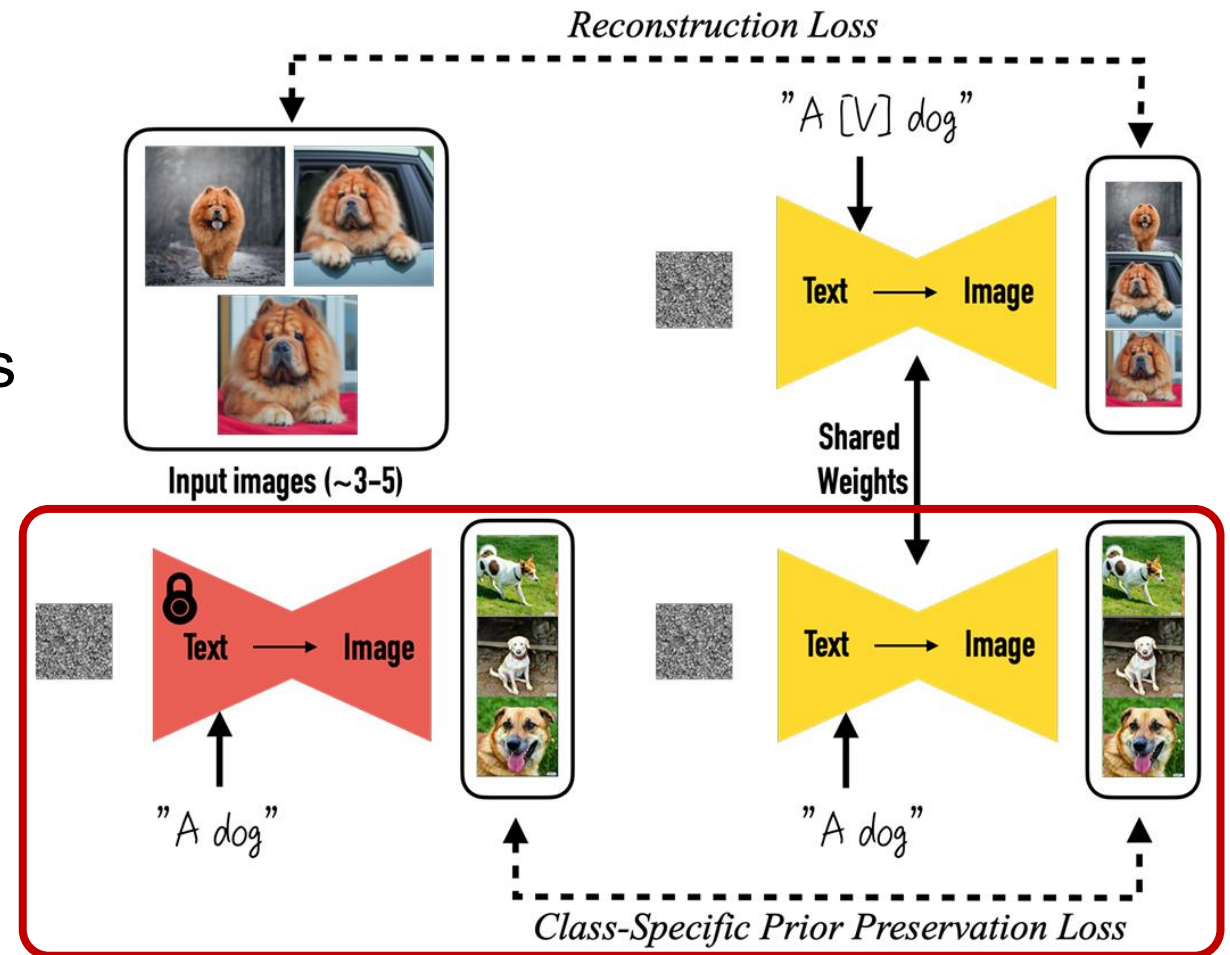 Reconstruction Loss
"A [V] dog"
Text → Image
s
Shared
Weights
Input images (~3-5)
Text → Image
Text → Image
"A dog"
"A dog"
Class-Specific Prior Preservation Loss